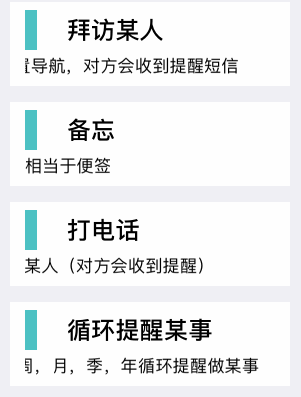 拜访某人
导航，对方会收到提醒短信
备忘
相当于便签
打电话
某人（对方会收到提醒）
循环提醒某事
周，月，季，年循环提醒做某事